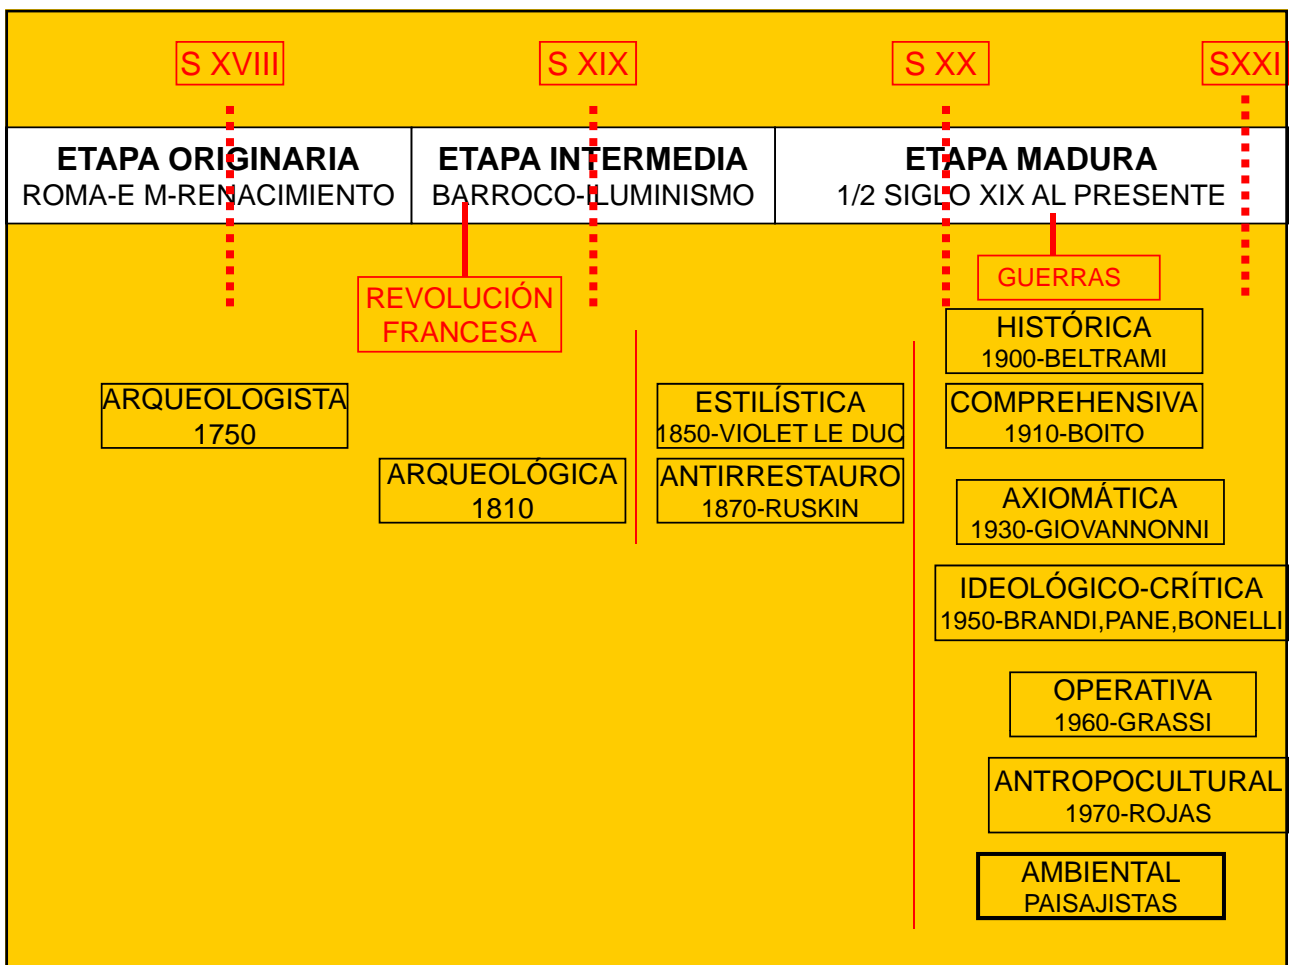 S XVIII
S XIX
S XX
SXXI
ETAPA ORIGINARIA
ROMA-E M-RENACIMIENTO
ETAPA INTERMEDIA
BARROCO-ILUMINISMO
ETAPA MADURA
1/2 SIGLO XIX AL PRESENTE
REVOLUCIÓN
FRANCESA
GUERRAS
ARQUEOLOGISTA
1750
ARQUEOLÓGICA
1810
ESTILÍSTICA
1850-VIOLET LE DUC
ANTIRRESTAURO
1870-RUSKIN
HISTÓRICA
1900-BELTRAMI
COMPREHENSIVA
1910-BOITO
AXIOMÁTICA
1930-GIOVANNONNI
IDEOLÓGICO-CRÍTICA
1950-BRANDI,PANE,BONELLI
OPERATIVA
1960-GRASSI
ANTROPOCULTURAL
1970-ROJAS
AMBIENTAL
PAISAJISTAS